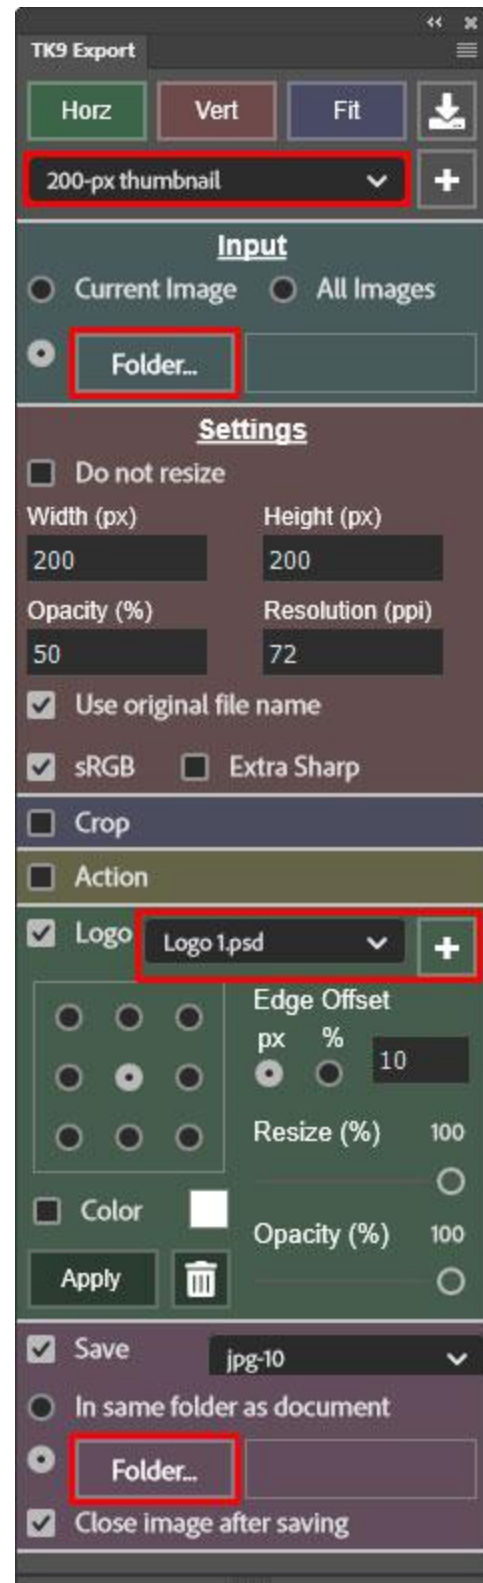 TK9 Export
Horz Vert Fit
200-px thumbnail
Input
Current Image All Images
Folder...
Settings
Do not resize
Width (px) Height (px)
200 200
Opacity (%) Resolution (ppi)
50 72
Use original file name
sRGB Extra Sharp
Crop
Action
Logo Logo 1.psd
Edge Offset
px %
10
Resize (%) 100
Color
Opacity (%) 100
Apply
Save jpg-10
In same folder as document
Folder...
Close image after saving